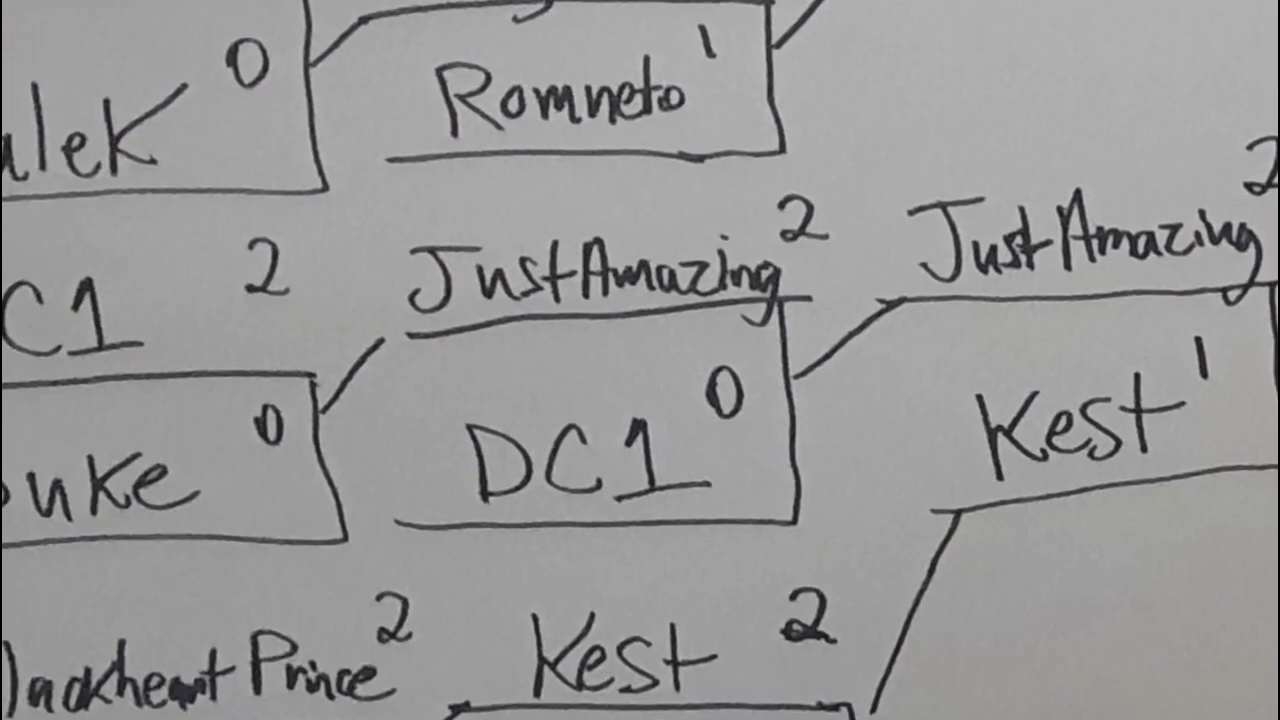 0
Romneto 1
2
C1 2
JustAmazing 2
JustAmazing
Kest 1
0
DC1 0
uke
Prince 2
Kest 2